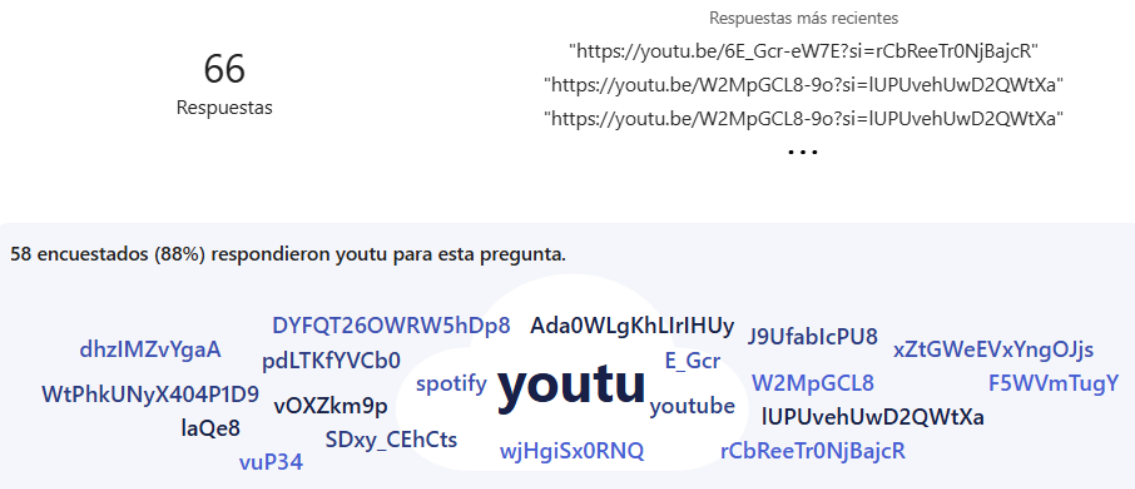 66
Respuestas
Respuestas más recientes
"https://youtu.be/6E_Gcr-eW7E?si=rCbReeTr0NjBajcR"
"https://youtu.be/W2MpGCL8-9o?si=lUPUvehUwD2QWtXa"
"https://youtu.be/W2MpGCL8-9o?si=lUPUvehUwD2QWtXa"
...
58 encuestados (88%) respondieron youtu para esta pregunta.
DYFQT26OWRW5hDp8 Ada0WLgKhLIrIHUy
dhzIMZvYgaA pdLTKfYVCb0 E_Gcr J9UfabIcPU8 xZtGWeEVxYngOJjs
WtPhkUNyX404P1D9 spotify youtu W2MpGCL8 F5WVmTugY
laQe8 vOXZkm9p youtube lUPUvehUwD2QWtXa
SDxy_CEhCts
vuP34 wjHgiSx0RNQ rCbReeTr0NjBajcR